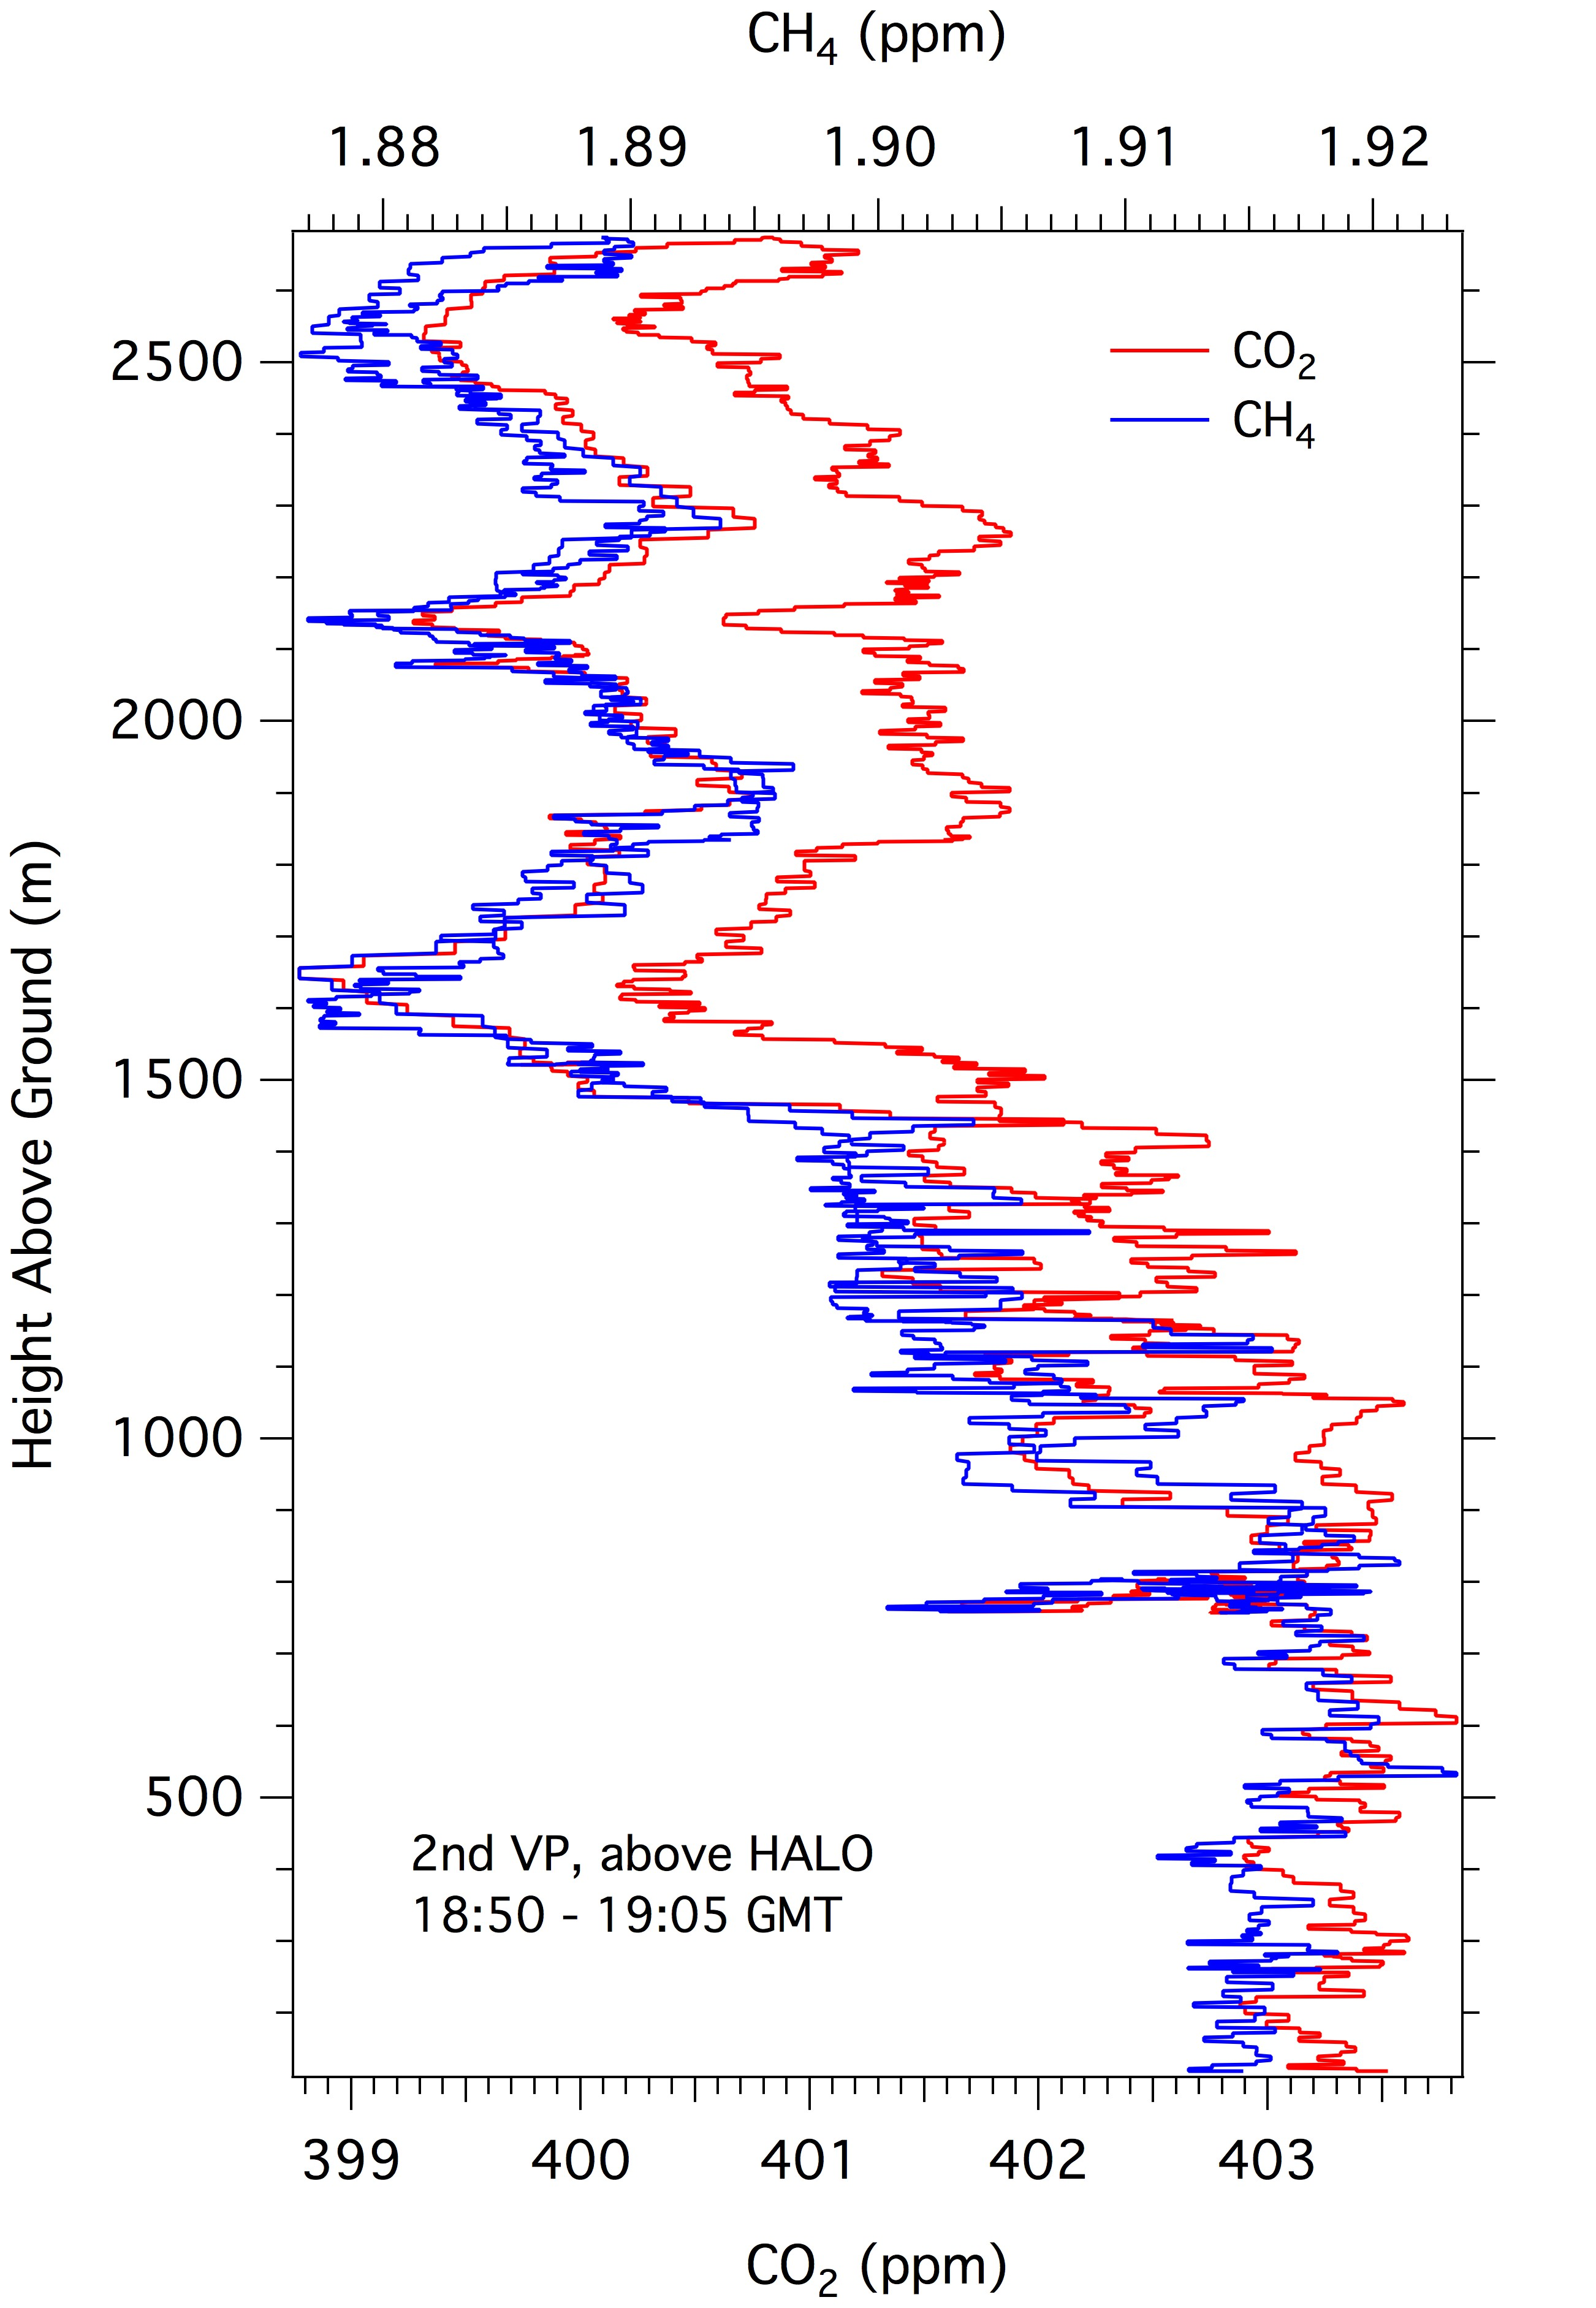 CH₄ (ppm)
1.88 1.89 1.90 1.91 1.92
CO₂
CH₄
2500
2000
1500
1000
500
Height Above Ground (m)
2nd VP, above HALO
18:50 - 19:05 GMT
399 400 401 402 403
CO₂ (ppm)